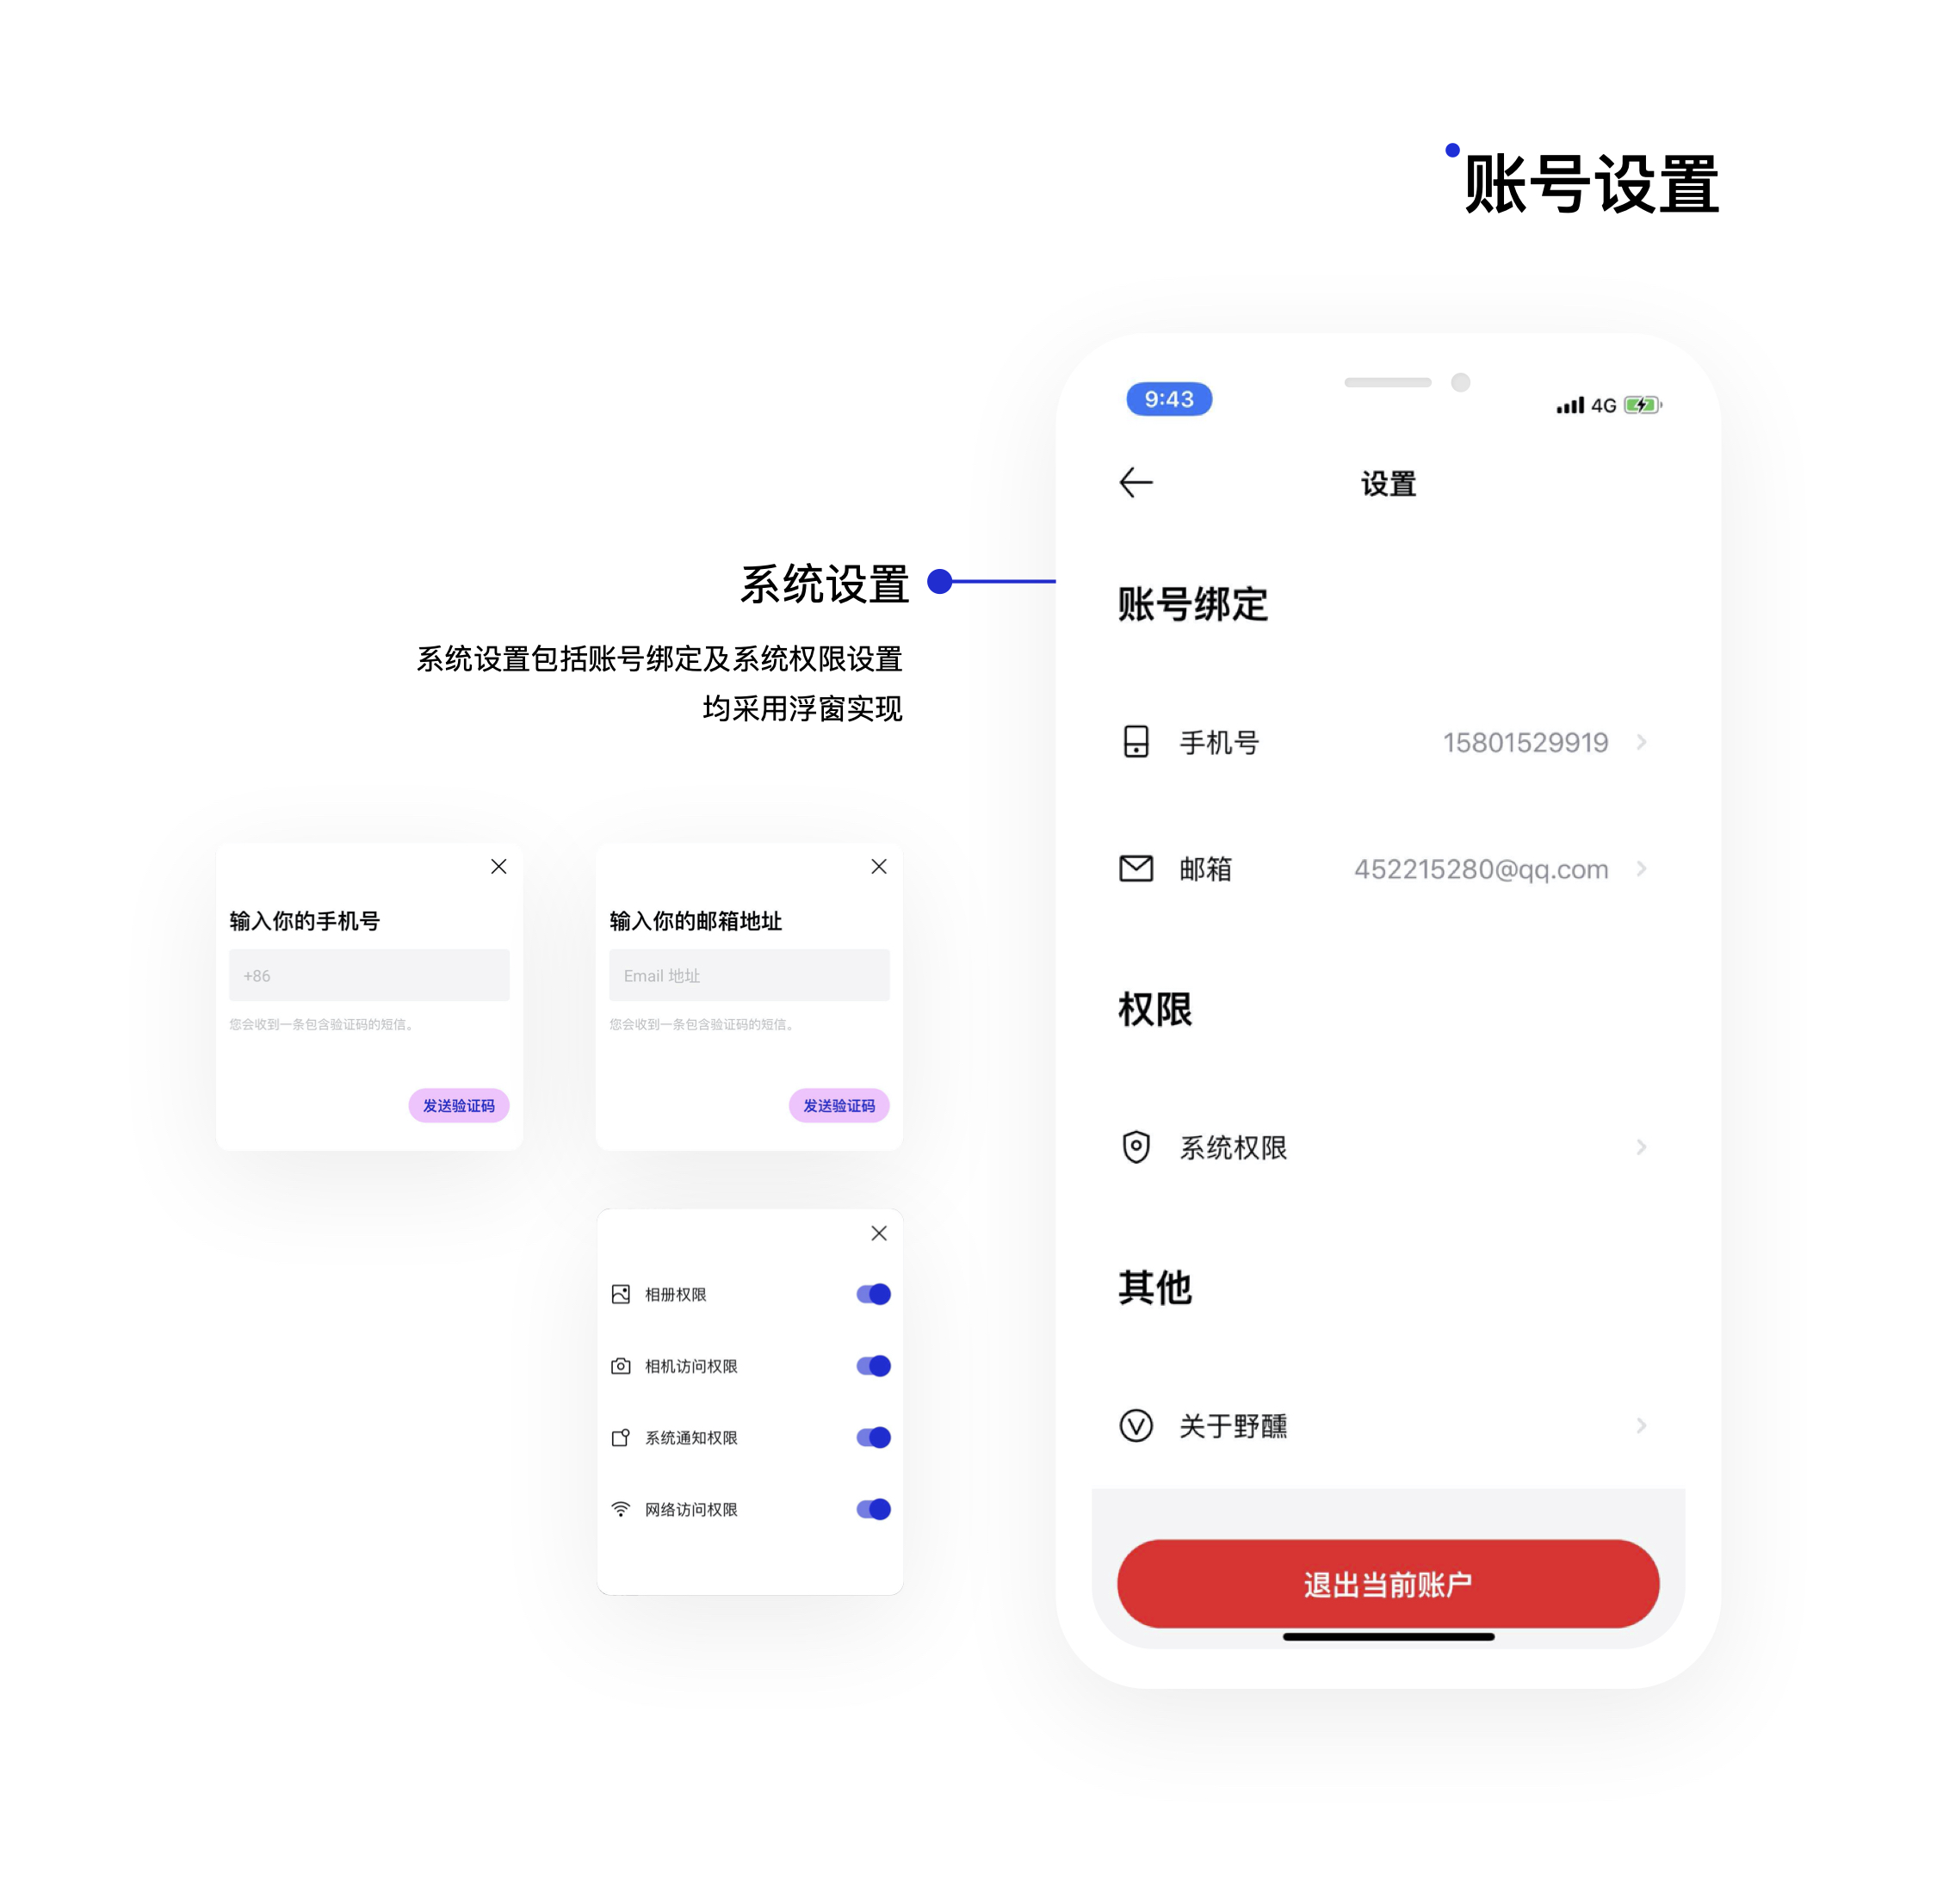 账号设置
系统设置
系统设置包括账号绑定及系统权限设置
均采用浮窗实现
输入你的手机号
+86
您会收到一条包含验证码的短信。
发送验证码
输入你的邮箱地址
Email 地址
您会收到一条包含验证码的短信。
发送验证码
相册权限
相机访问权限
系统通知权限
网络访问权限
9:43
4G
设置
账号绑定
手机号 15801529919
邮箱 452215280@qq.com
权限
系统权限
其他
关于野醺
退出当前账户